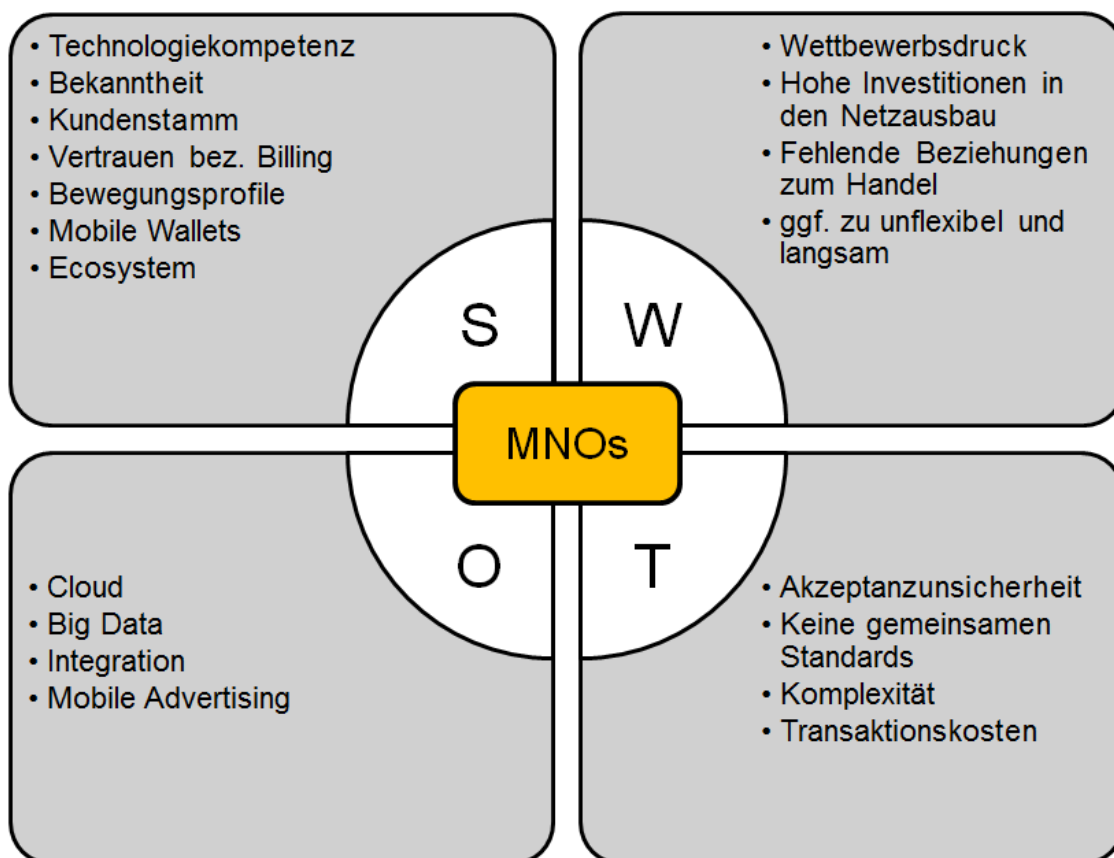 • Technologiekompetenz
• Bekanntheit
• Kundenstamm
• Vertrauen bez. Billing
• Bewegungsprofile
• Mobile Wallets
• Ecosystem
• Wettbewerbsdruck
• Hohe Investitionen in
den Netzausbau
• Fehlende Beziehungen
zum Handel
• ggf. zu unflexibel und
langsam
S
W
MNOs
O
T
• Cloud
• Big Data
• Integration
• Mobile Advertising
• Akzeptanzunsicherheit
• Keine gemeinsamen
Standards
• Komplexität
• Transaktionskosten